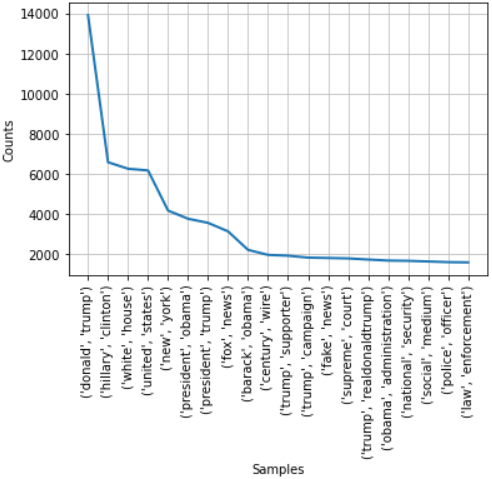 14000
12000
10000
8000
6000
4000
2000
Counts
('donald', 'trump')
('hillary', 'clinton')
('white', 'house')
('united', 'states')
('new', 'york')
('president', 'obama')
('president', 'trump')
('fox', 'news')
('barack', 'obama')
('century', 'wire')
('trump', 'supporter')
('trump', 'campaign')
('fake', 'news')
('supreme', 'court')
('trump', 'realdonaldtrump')
('obama', 'administration')
('national', 'security')
('social', 'medium')
('police', 'officer')
('law', 'enforcement')
Samples